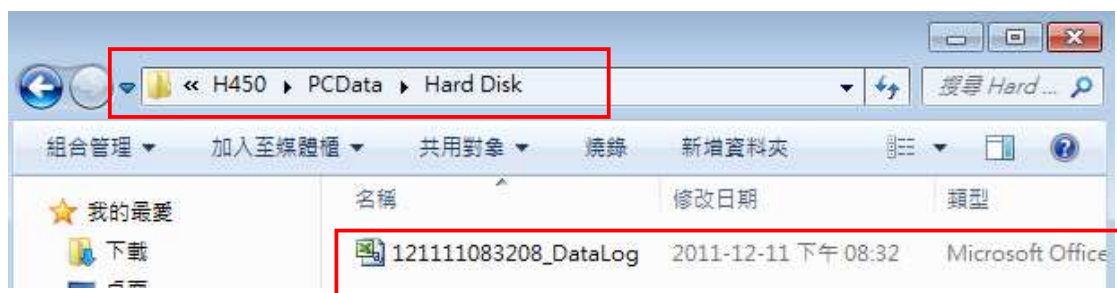 « H450 ▸ PCData ▸ Hard Disk 搜尋 Hard ...
組合管理 加入至媒體櫃 共用對象 燒錄 新增資料夾
名稱 修改日期 類型
我的最愛
下載 121111083208_DataLog 2011-12-11 下午 08:32 Microsoft Office